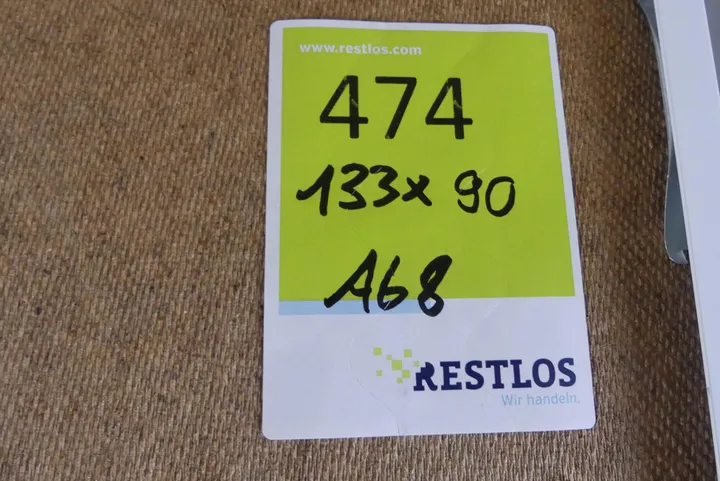 www.restlos.com
474
133x 90
A68
RESTLOS
Wir handeln.